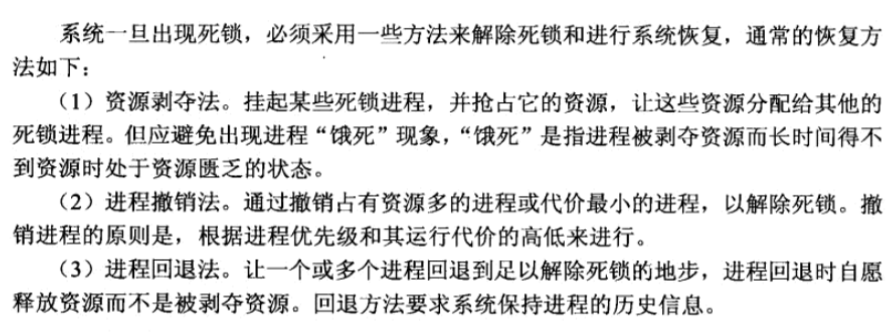 系统一旦出现死锁，必须采用一些方法来解除死锁和进行系统恢复，通常的恢复方
法如下：
（1）资源剥夺法。挂起某些死锁进程，并抢占它的资源，让这些资源分配给其他的
死锁进程。但应避免出现进程“饿死”现象，“饿死”是指进程被剥夺资源而长时间得不
到资源时处于资源匮乏的状态。
（2）进程撤销法。通过撤销占有资源多的进程或代价最小的进程，以解除死锁。撤
销进程的原则是，根据进程优先级和其运行代价的高低来进行。
（3）进程回退法。让一个或多个进程回退到足以解除死锁的地步，进程回退时自愿
释放资源而不是被剥夺资源。回退方法要求系统保持进程的历史信息。